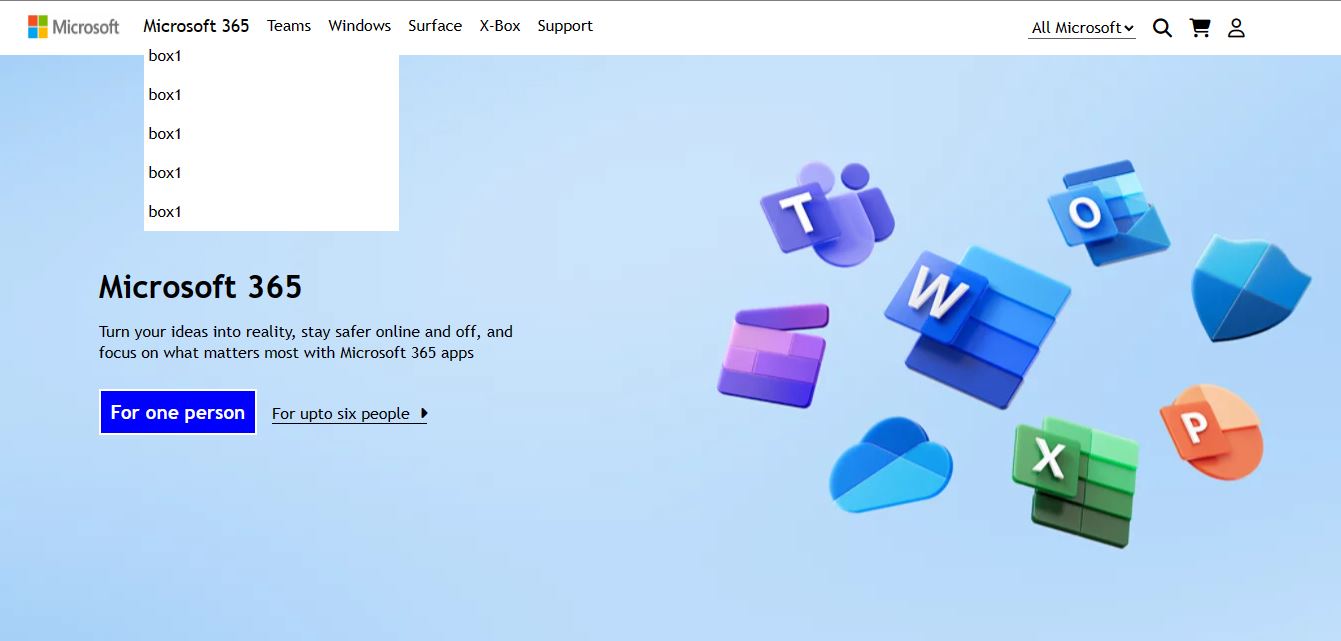 Microsoft Microsoft 365 Teams Windows Surface X-Box Support All Microsoft
box1
box1
box1
box1
box1
T
O
W
Microsoft 365
Turn your ideas into reality, stay safer online and off, and
focus on what matters most with Microsoft 365 apps
For one person For upto six people
P
X